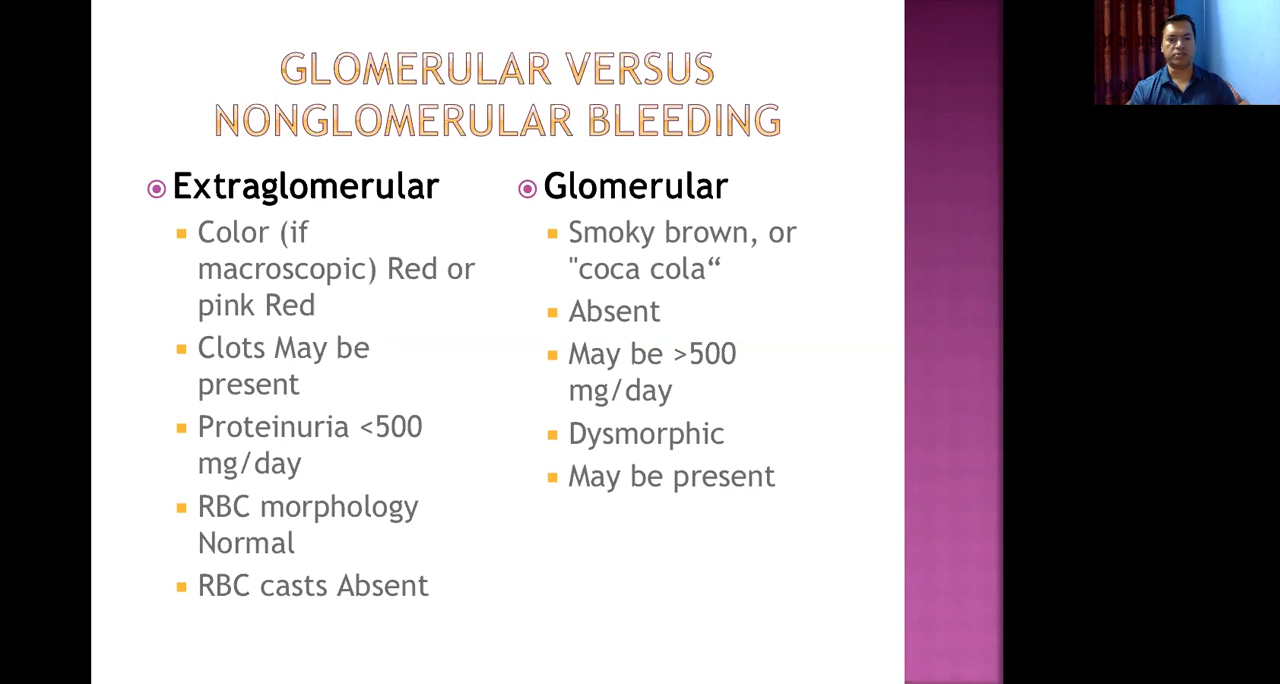 GLOMERULAR VERSUS
NONGLOMERULAR BLEEDING
Extraglomerular
Color (if
macroscopic) Red or
pink Red
Clots May be
present
Proteinuria <500
mg/day
RBC morphology
Normal
RBC casts Absent
Glomerular
Smoky brown, or
"coca cola“
Absent
May be >500
mg/day
Dysmorphic
May be present